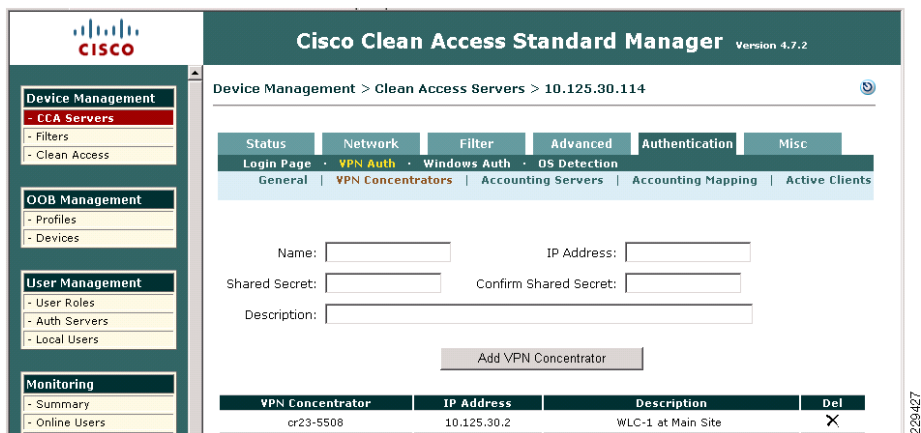 CISCO
Cisco Clean Access Standard Manager Version 4.7.2
Device Management > Clean Access Servers > 10.125.30.114
Device Management
- CCA Servers
- Filters
- Clean Access
OOB Management
- Profiles
- Devices
User Management
- User Roles
- Auth Servers
- Local Users
Monitoring
- Summary
- Online Users
Status Network Filter Advanced Authentication Misc
Login Page · VPN Auth · Windows Auth · OS Detection
General | VPN Concentrators | Accounting Servers | Accounting Mapping | Active Clients
Name: IP Address:
Shared Secret: Confirm Shared Secret:
Description:
Add VPN Concentrator
VPN Concentrator IP Address Description Del
cr23-5508 10.125.30.2 WLC-1 at Main Site X
229427